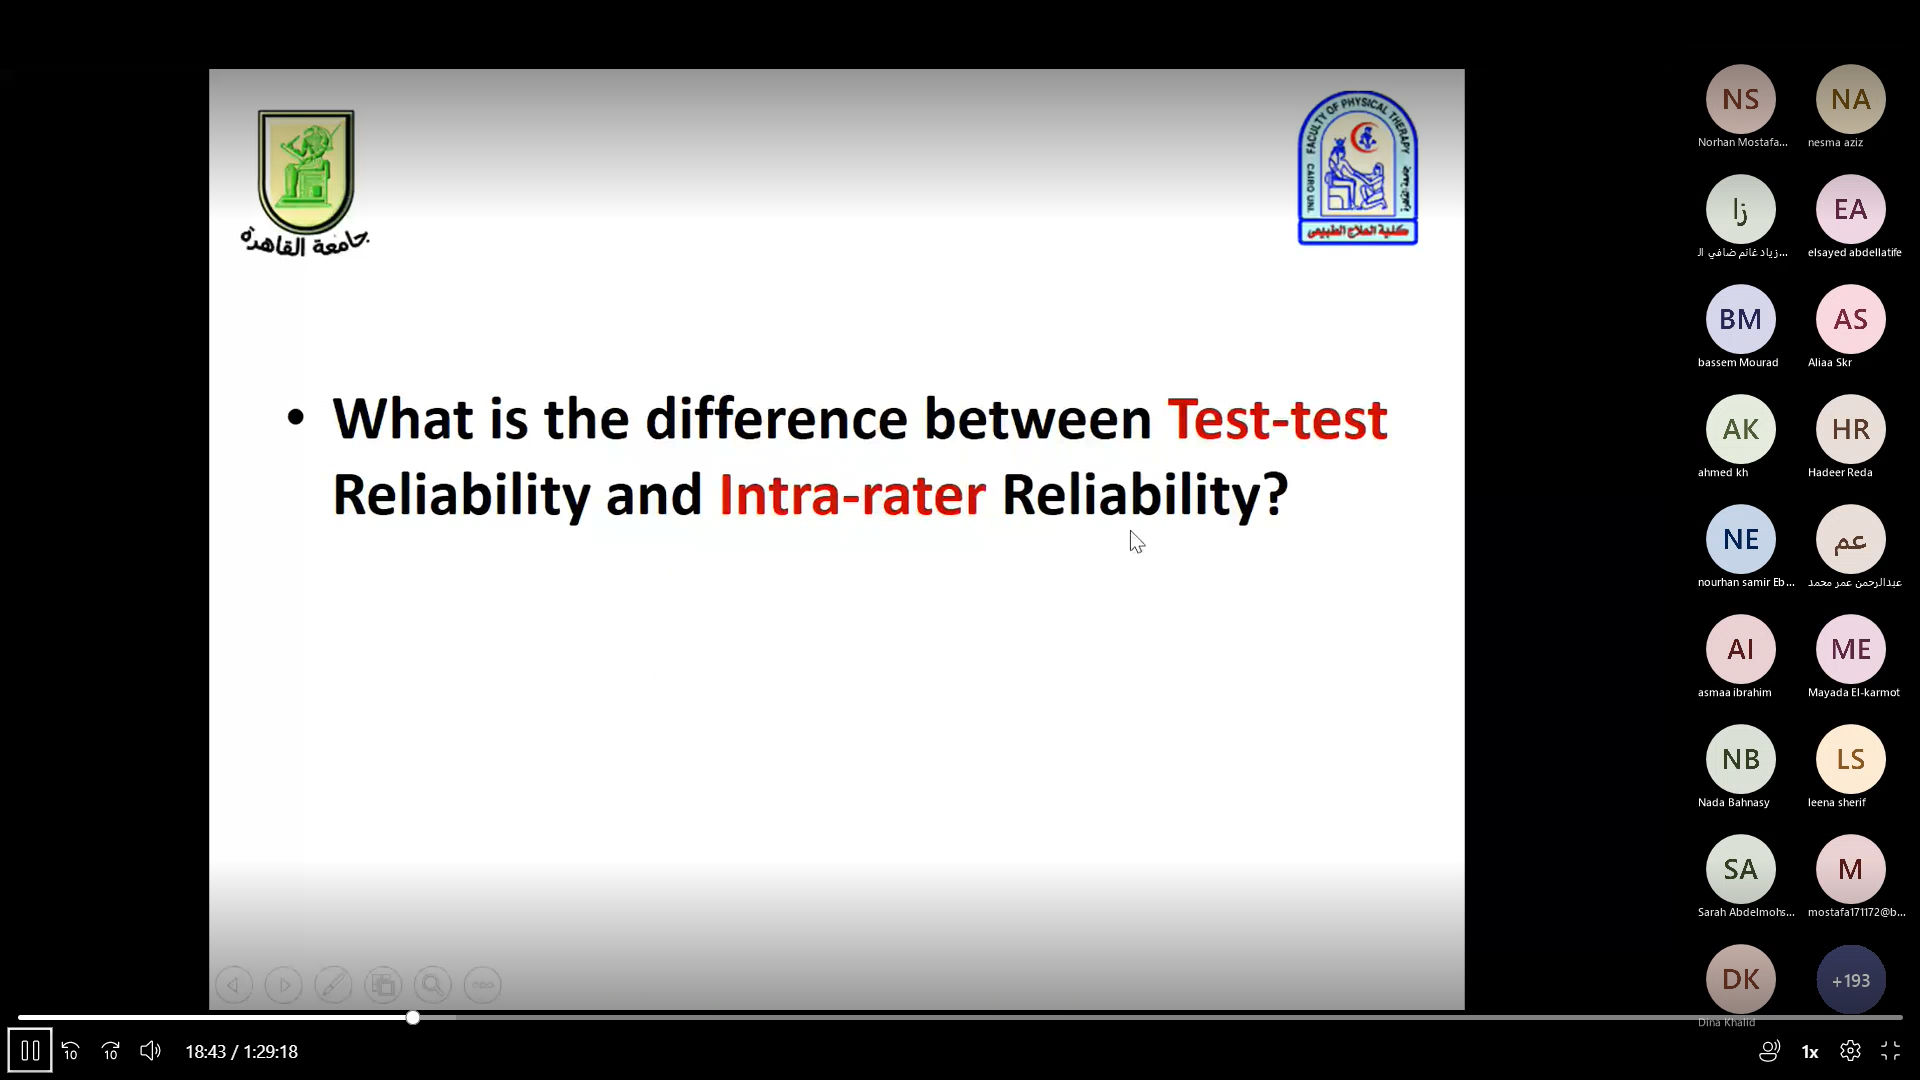 جامعة القاهرة
FACULTY OF PHYSICAL THERAPY
CAIRO UNI.
جامعة القاهرة
كلية العلاج الطبيعى
• What is the difference between Test-test
Reliability and Intra-rater Reliability?
NS
NA
Norhan Mostafa...
nesma aziz
زا
EA
زياد غانم ضافي ال...
elsayed abdellatife
BM
AS
bassem Mourad
Aliaa Skr
AK
HR
ahmed kh
Hadeer Reda
NE
عم
nourhan samir Eb...
عبدالرحمن عمر محمد
AI
ME
asmaa ibrahim
Mayada El-karmot
NB
LS
Nada Bahnasy
leena sherif
SA
M
Sarah Abdelmohs...
mostafa171172@b...
DK
+193
Dina Khalid
10
10
18:43 / 1:29:18
1x